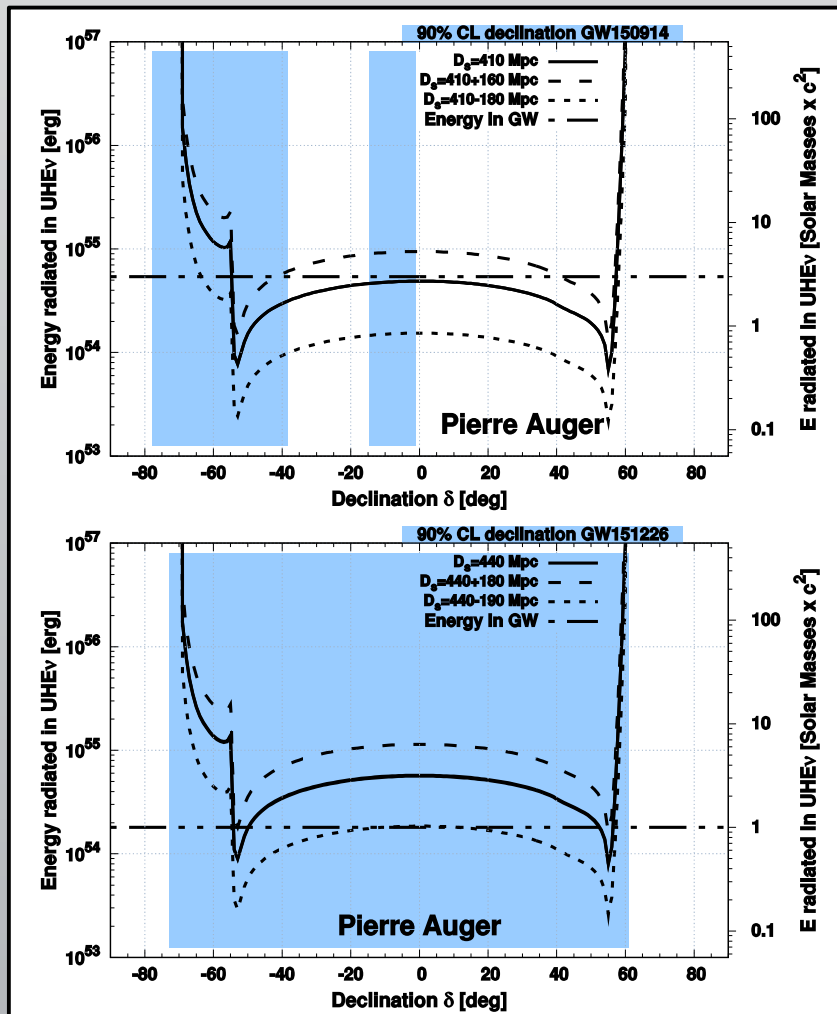 90% CL declination GW150914
10^57
10^56
10^55
10^54
10^53
Energy radiated in UHEν [erg]
D_s=410 Mpc
D_s=410+160 Mpc
D_s=410-180 Mpc
Energy in GW
100
10
1
0.1
E radiated in UHEν [Solar Masses x c^2]
Pierre Auger
-80 -60 -40 -20 0 20 40 60 80
Declination δ [deg]
90% CL declination GW151226
10^57
10^56
10^55
10^54
10^53
Energy radiated in UHEν [erg]
D_s=440 Mpc
D_s=440+180 Mpc
D_s=440-190 Mpc
Energy in GW
100
10
1
0.1
E radiated in UHEν [Solar Masses x c^2]
Pierre Auger
-80 -60 -40 -20 0 20 40 60 80
Declination δ [deg]